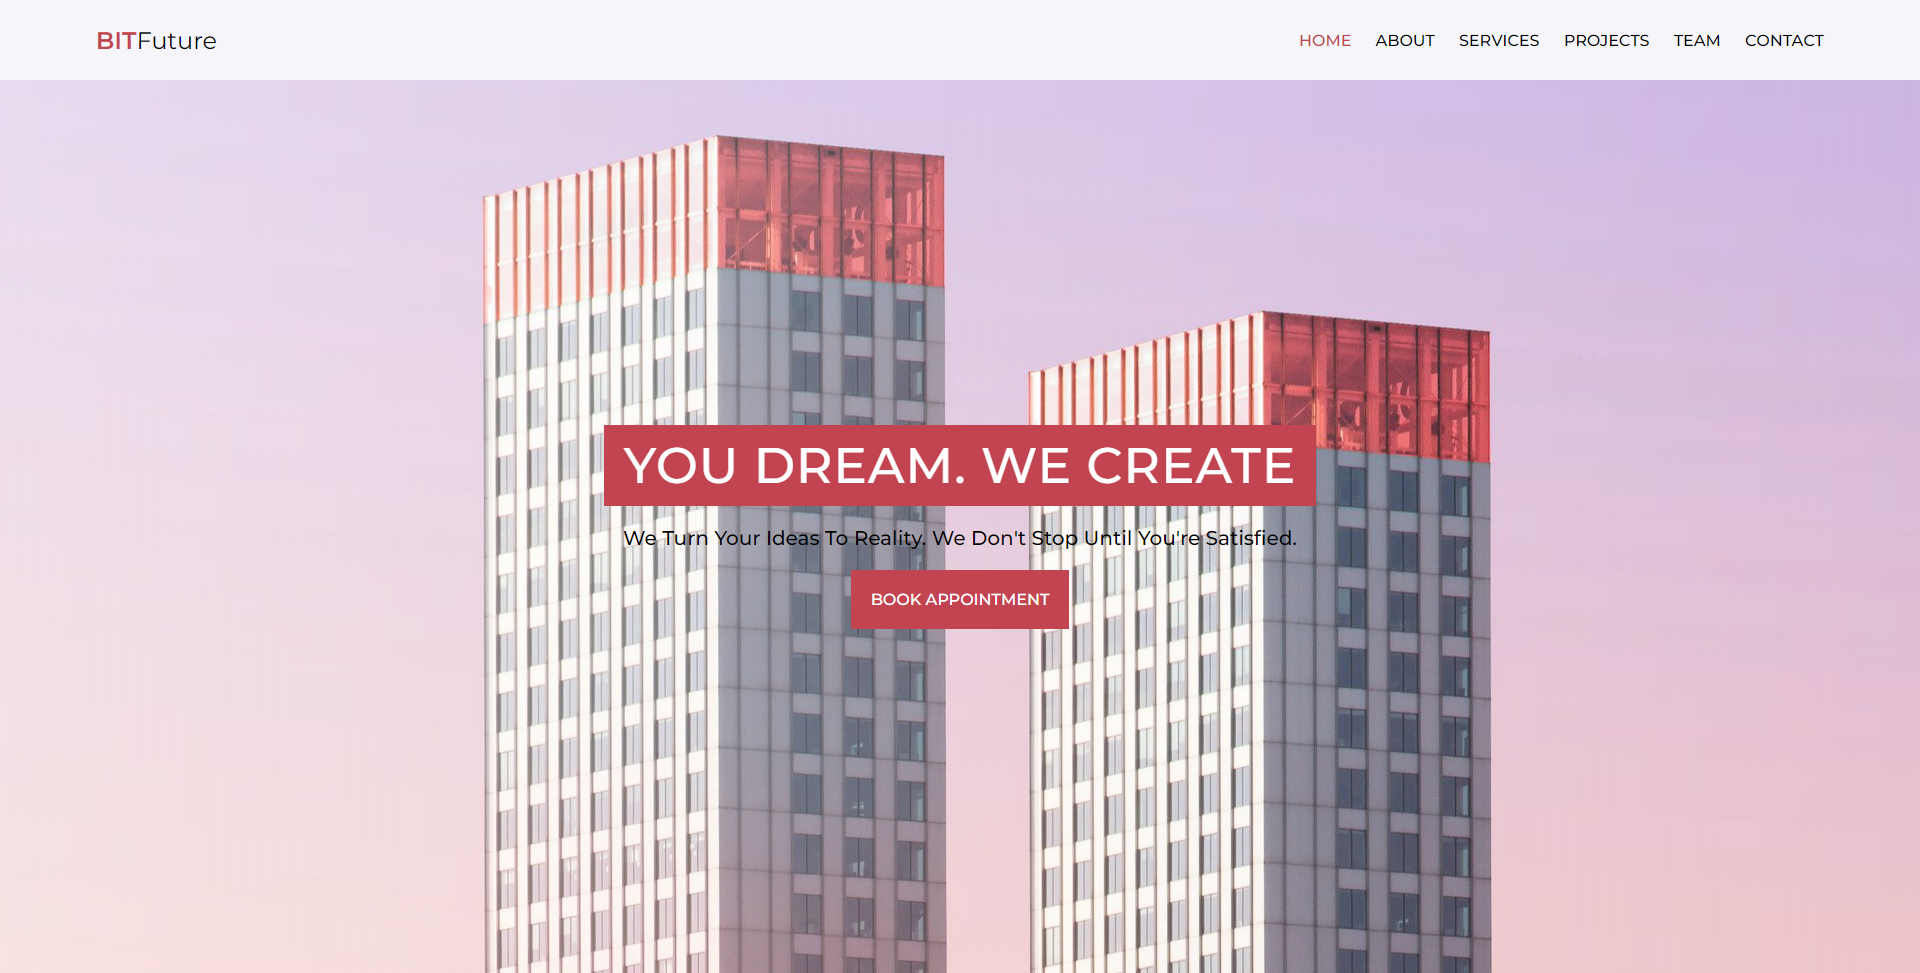 BITFuture
HOME ABOUT SERVICES PROJECTS TEAM CONTACT
YOU DREAM. WE CREATE
We Turn Your Ideas To Reality. We Don't Stop Until You're Satisfied.
BOOK APPOINTMENT